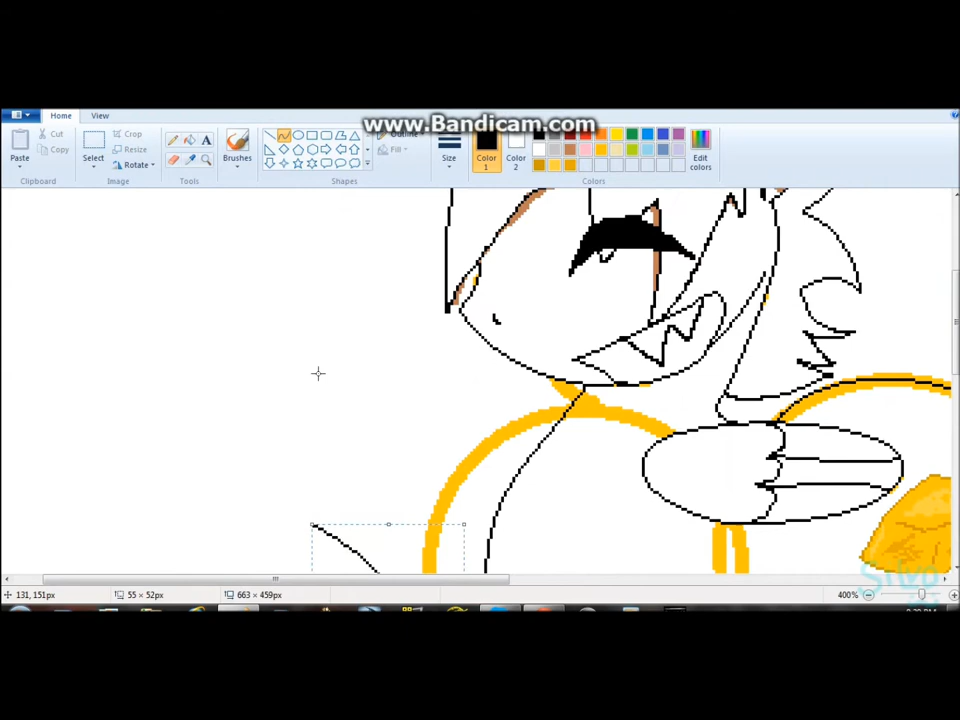 www.Bandicam.com
Home View
Paste
Cut
Copy
Clipboard
Select
Crop
Resize
Rotate
Image
Tools
Brushes
Shapes
Outline
Fill
Size
Color 1
Color 2
Edit colors
Colors
131, 151px
55 × 52px
663 × 459px
400%